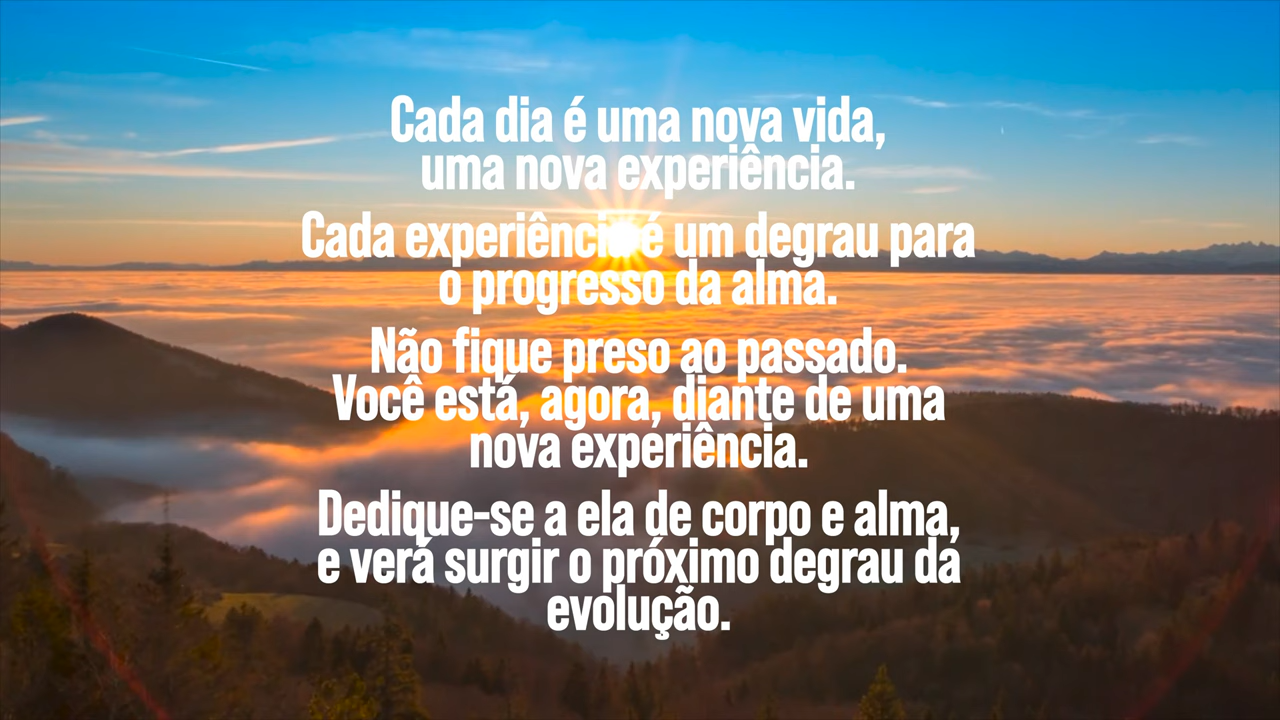 Cada dia é uma nova vida,
uma nova experiência.
Cada experiência é um degrau para
o progresso da alma.
Não fique preso ao passado.
Você está, agora, diante de uma
nova experiência.
Dedique-se a ela de corpo e alma,
e verá surgir o próximo degrau da
evolução.